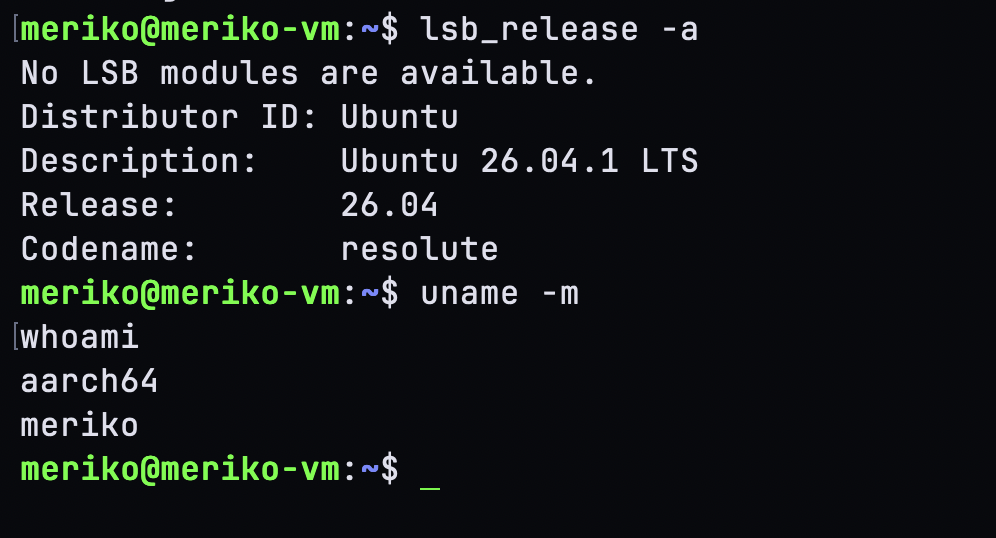 meriko@meriko-vm:~$ lsb_release -a
No LSB modules are available.
Distributor ID: Ubuntu
Description:    Ubuntu 26.04.1 LTS
Release:        26.04
Codename:       resolute
meriko@meriko-vm:~$ uname -m
whoami
aarch64
meriko
meriko@meriko-vm:~$ _